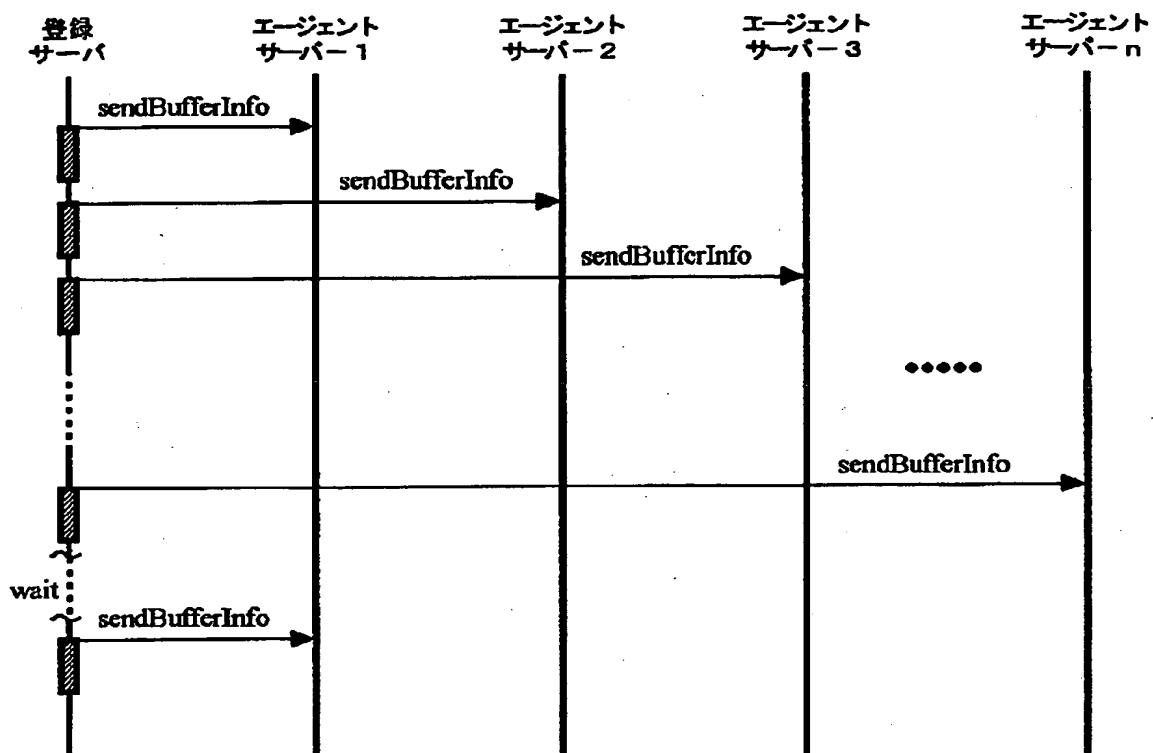 登録
サーバ
エージェント
サーバー1
エージェント
サーバー2
エージェント
サーバー3
エージェント
サーバーn
sendBufferInfo
sendBufferInfo
sendBufferInfo
sendBufferInfo
wait
sendBufferInfo